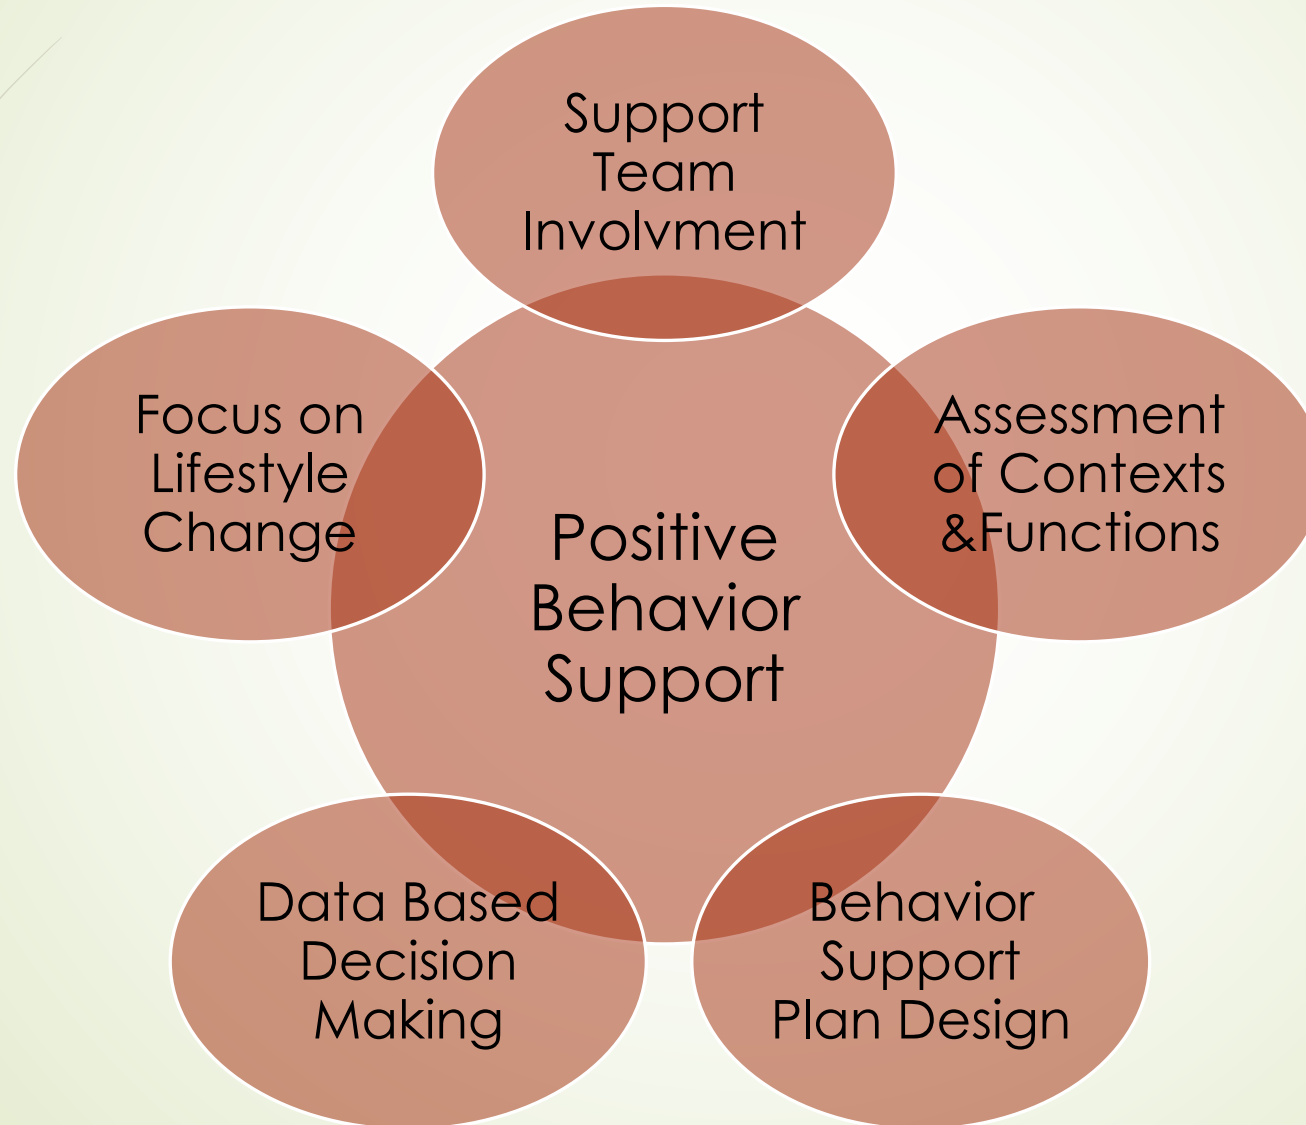 Support
Team
Involvment
Focus on
Lifestyle
Change
Assessment
of Contexts
&Functions
Positive
Behavior
Support
Data Based
Decision
Making
Behavior
Support
Plan Design